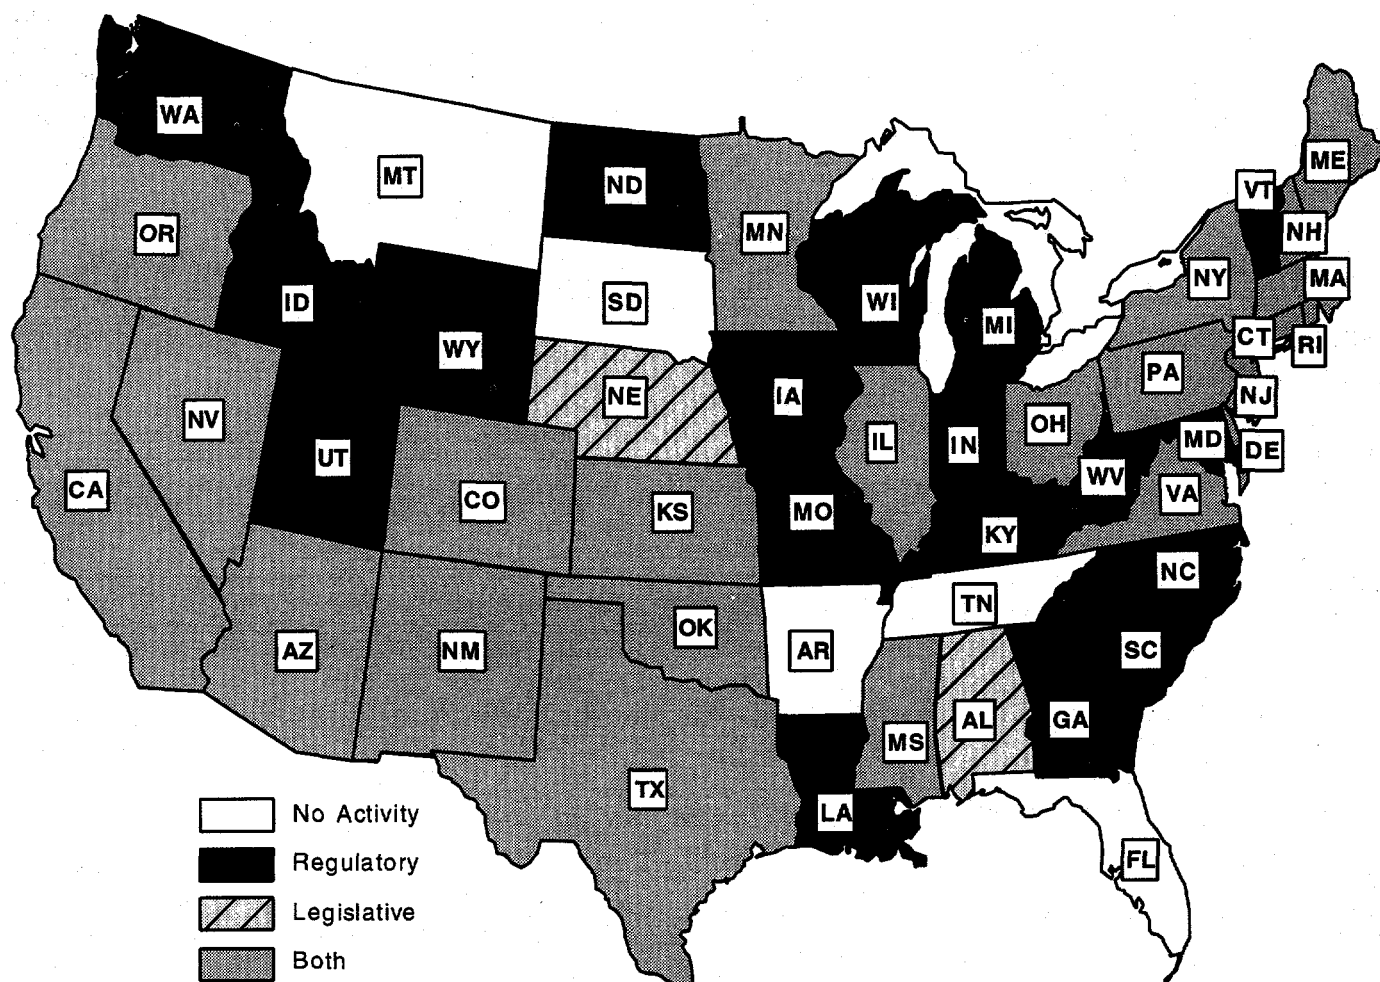 WA
MT
ND
MN
ME
VT
NH
OR
ID
SD
WI
MI
NY
MA
CT
RI
WY
NE
IA
PA
NJ
NV
UT
CO
KS
MO
IL
IN
OH
WV
MD
DE
VA
CA
KY
NC
AZ
NM
OK
AR
TN
SC
MS
AL
GA
TX
LA
FL
No Activity
Regulatory
Legislative
Both